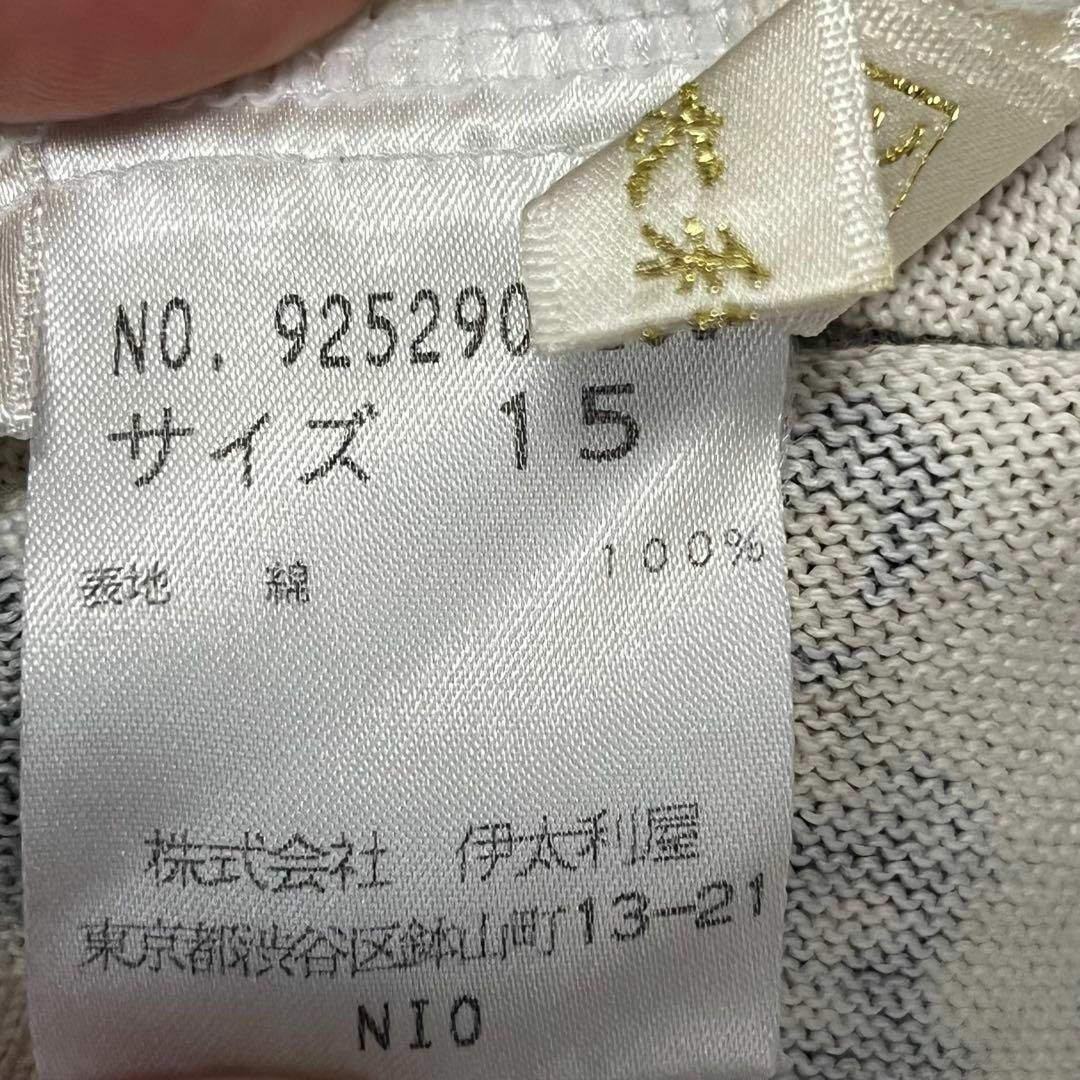 NO. 925290
サイズ 15
表地 綿 100%
株式会社 伊太利屋
東京都渋谷区鉢山町13-21
NIO